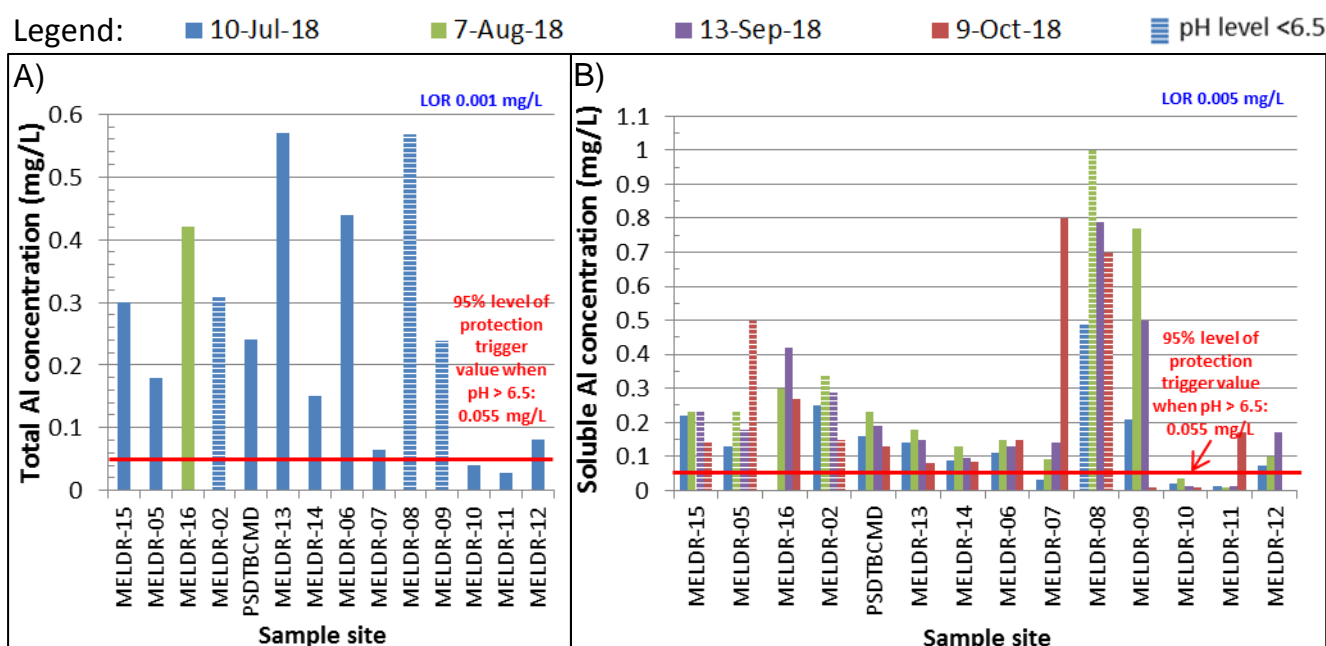 Legend: 10-Jul-18 7-Aug-18 13-Sep-18 9-Oct-18 pH level <6.5
A)
LOR 0.001 mg/L
Total Al concentration (mg/L)
0.6
0.5
0.4
0.3
0.2
0.1
0
95% level of
protection
trigger
value when
pH > 6.5:
0.055 mg/L
MELDR-15
MELDR-05
MELDR-16
MELDR-02
PSDTBCMD
MELDR-13
MELDR-14
MELDR-06
MELDR-07
MELDR-08
MELDR-09
MELDR-10
MELDR-11
MELDR-12
Sample site
B)
LOR 0.005 mg/L
Soluble Al concentration (mg/L)
1.1
1
0.9
0.8
0.7
0.6
0.5
0.4
0.3
0.2
0.1
0
95% level of
protection
trigger value
when pH > 6.5:
0.055 mg/L
MELDR-15
MELDR-05
MELDR-16
MELDR-02
PSDTBCMD
MELDR-13
MELDR-14
MELDR-06
MELDR-07
MELDR-08
MELDR-09
MELDR-10
MELDR-11
MELDR-12
Sample site